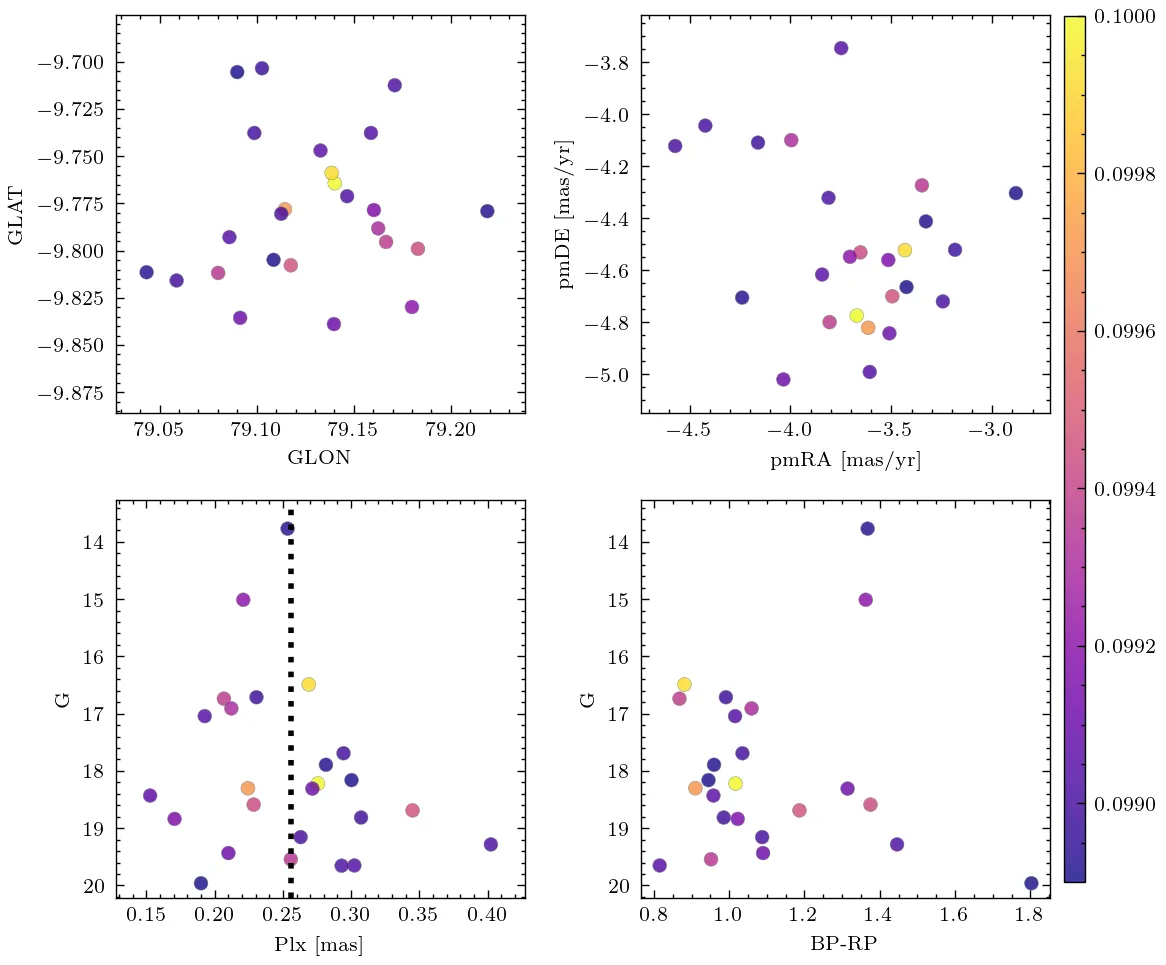 −9.700
−9.725
−9.750
−9.775
−9.800
−9.825
−9.850
−9.875
GLAT
79.05 79.10 79.15 79.20
GLON
−3.8
−4.0
−4.2
−4.4
−4.6
−4.8
−5.0
pmDE [mas/yr]
−4.5 −4.0 −3.5 −3.0
pmRA [mas/yr]
0.1000
0.0998
0.0996
0.0994
0.0992
0.0990
14
15
16
17
18
19
20
G
0.15 0.20 0.25 0.30 0.35 0.40
Plx [mas]
14
15
16
17
18
19
20
G
0.8 1.0 1.2 1.4 1.6 1.8
BP-RP